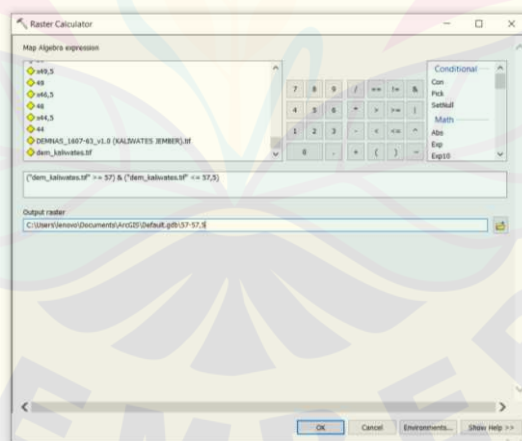 Raster Calculator
Map Algebra expression
x49,5
49
x46,5
46
x44,5
44
DEMNAS_1607-63_v1.0 (KALIWATES JEMBER).tif
dem_kaliwates.tif
7 8 9 / == != &
4 5 6 * > >= |
1 2 3 - < <= ^
0 . + ( ) ~
Conditional
Con
Pick
SetNull
Math
Abs
Exp
Exp10
("dem_kaliwates.tif" >= 57) & ("dem_kaliwates.tif" <= 57,5)
Output raster
C:\Users\lenovo\Documents\ArcGIS\Default.gdb\57-57,5
OK Cancel Environments... Show Help >>